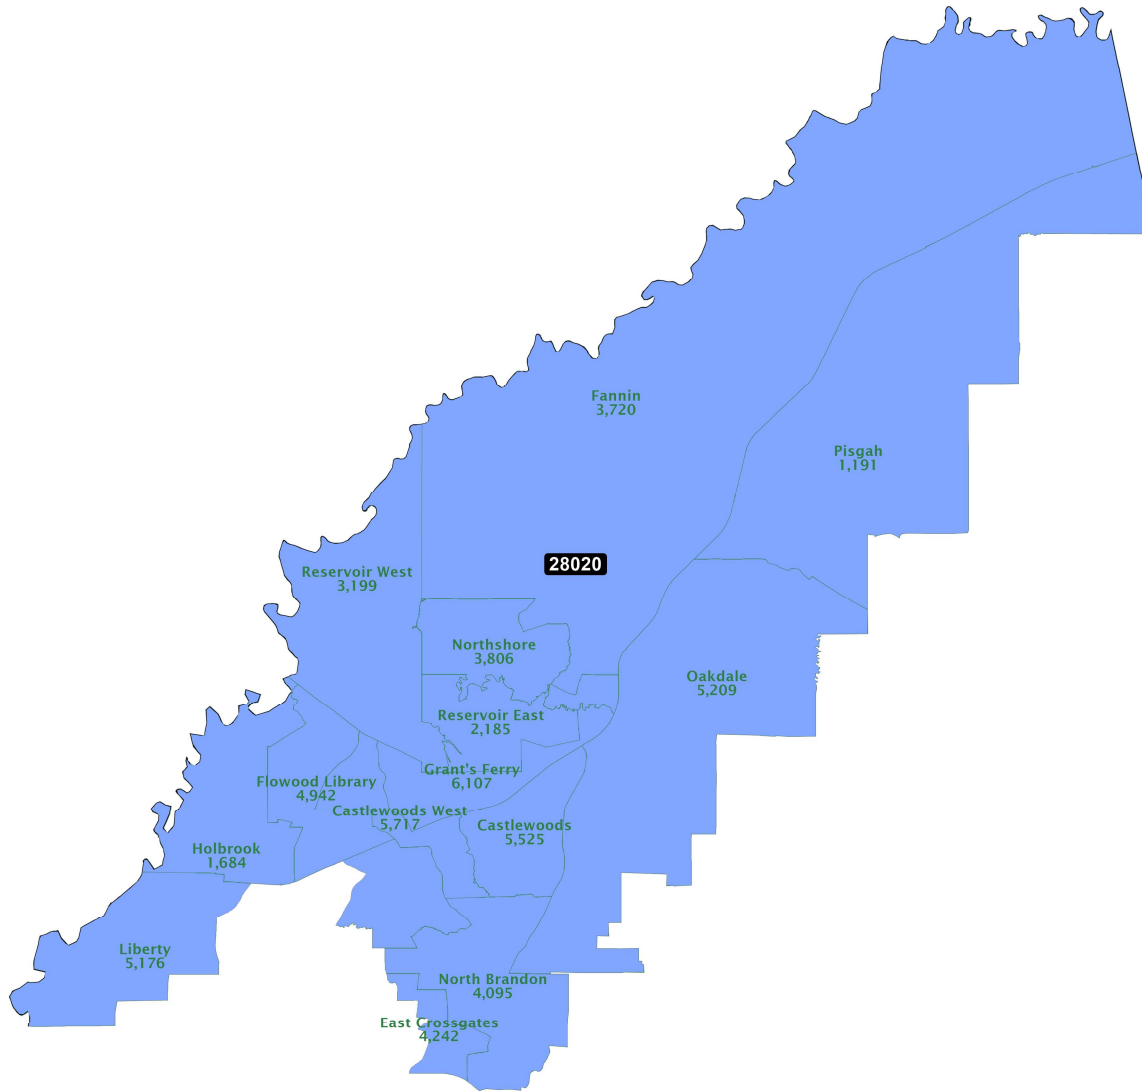 Fannin
3,720
Pisgah
1,191
28020
Reservoir West
3,199
Northshore
3,806
Oakdale
5,209
Reservoir East
2,185
Grant's Ferry
6,107
Flowood Library
4,942
Castlewoods West
5,717
Castlewoods
5,525
Holbrook
1,684
Liberty
5,176
North Brandon
4,095
East Crossgates
4,242